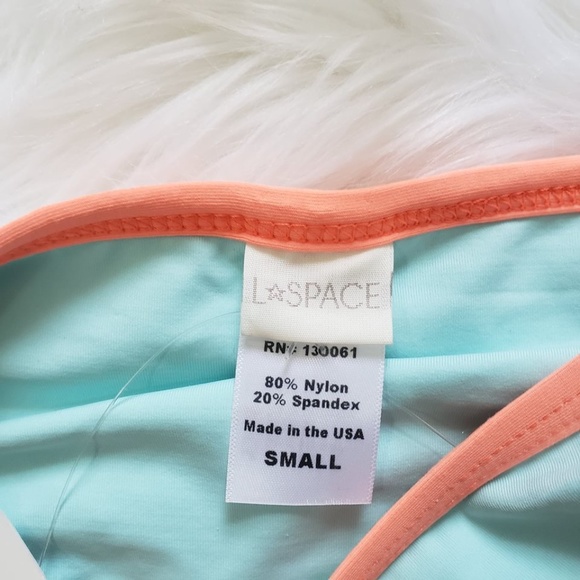 L☆SPACE
RN# 130061
80% Nylon
20% Spandex
Made in the USA
SMALL